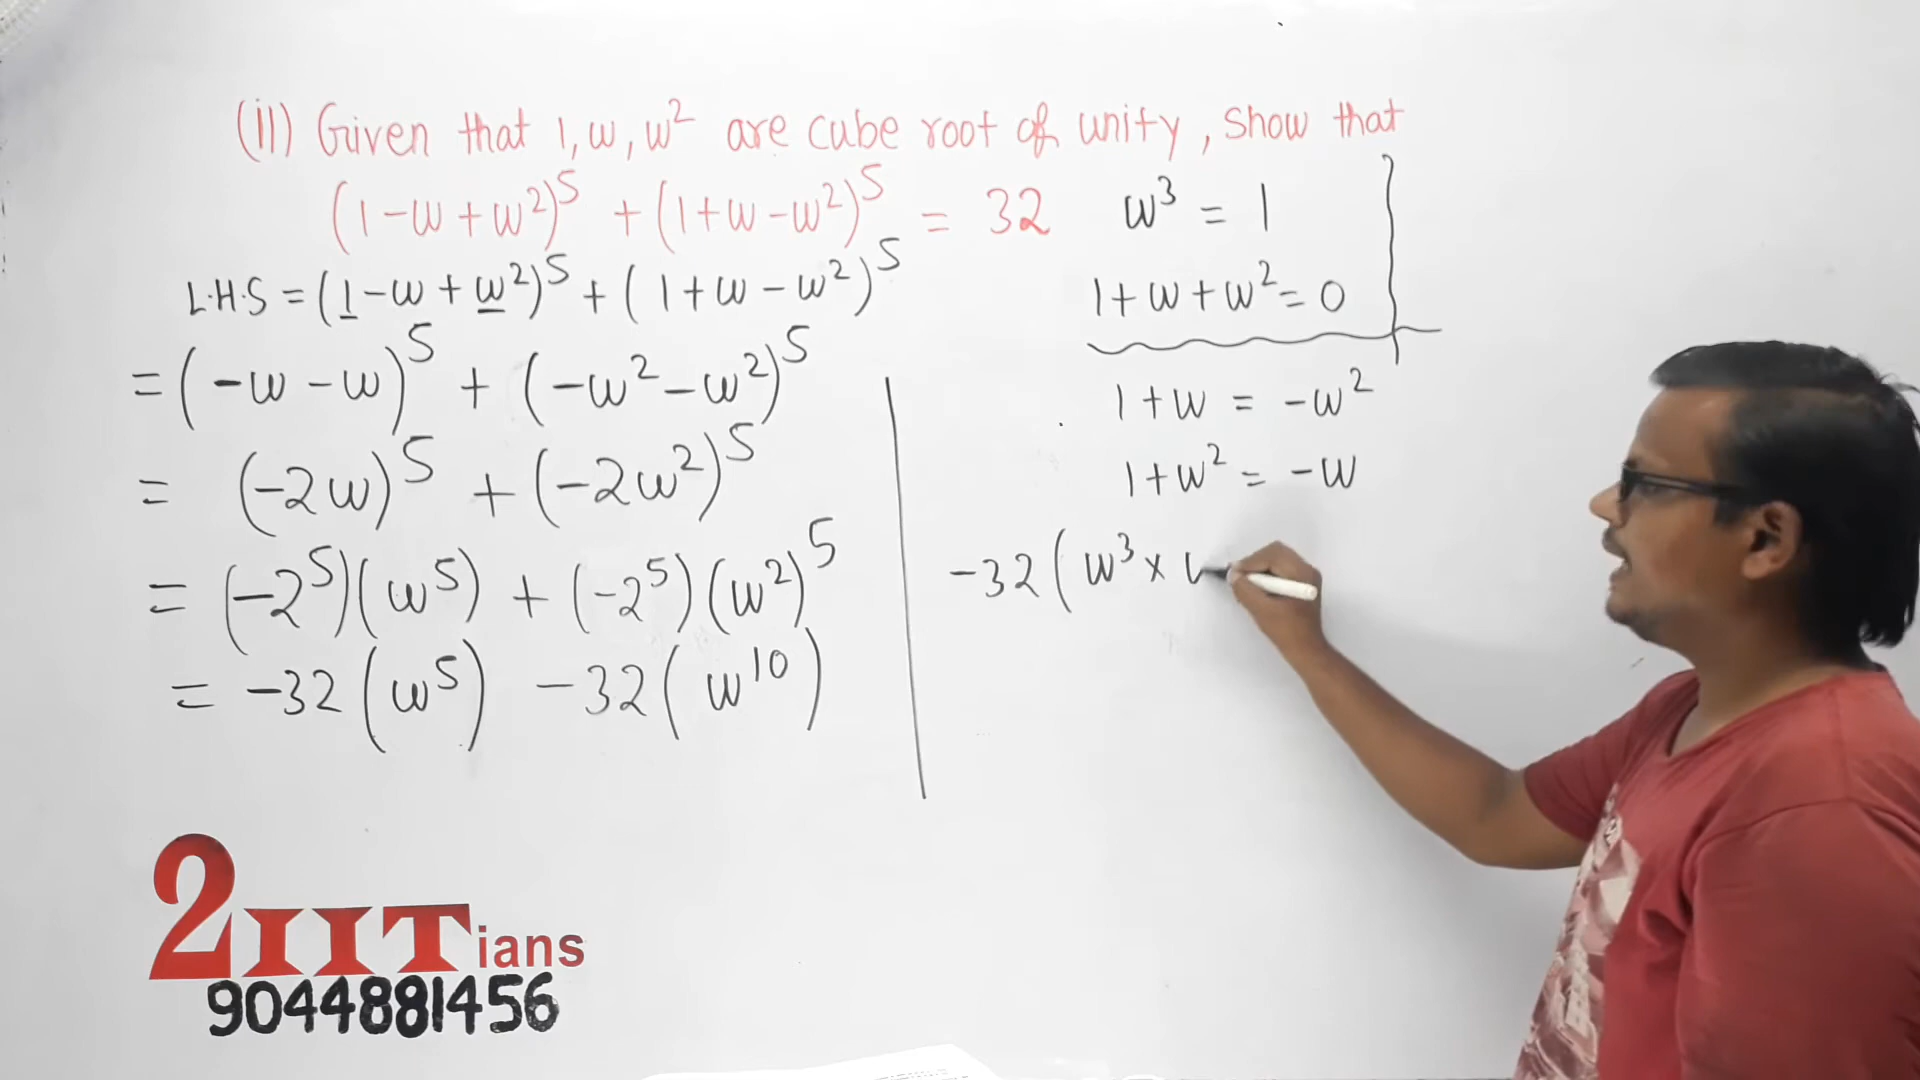 (ii) Given that 1, w, w² are cube root of unity, show that
(1-w+w²)⁵ + (1+w-w²)⁵ = 32
L.H.S = (1-w+w²)⁵ + (1+w-w²)⁵
= (-w-w)⁵ + (-w²-w²)⁵
= (-2w)⁵ + (-2w²)⁵
= (-2⁵)(w⁵) + (-2⁵)(w²)⁵
= -32(w⁵) -32(w¹⁰)
w³ = 1
1+w+w²=0
1+w = -w²
1+w² = -w
-32(w³×
2IITians
9044881456